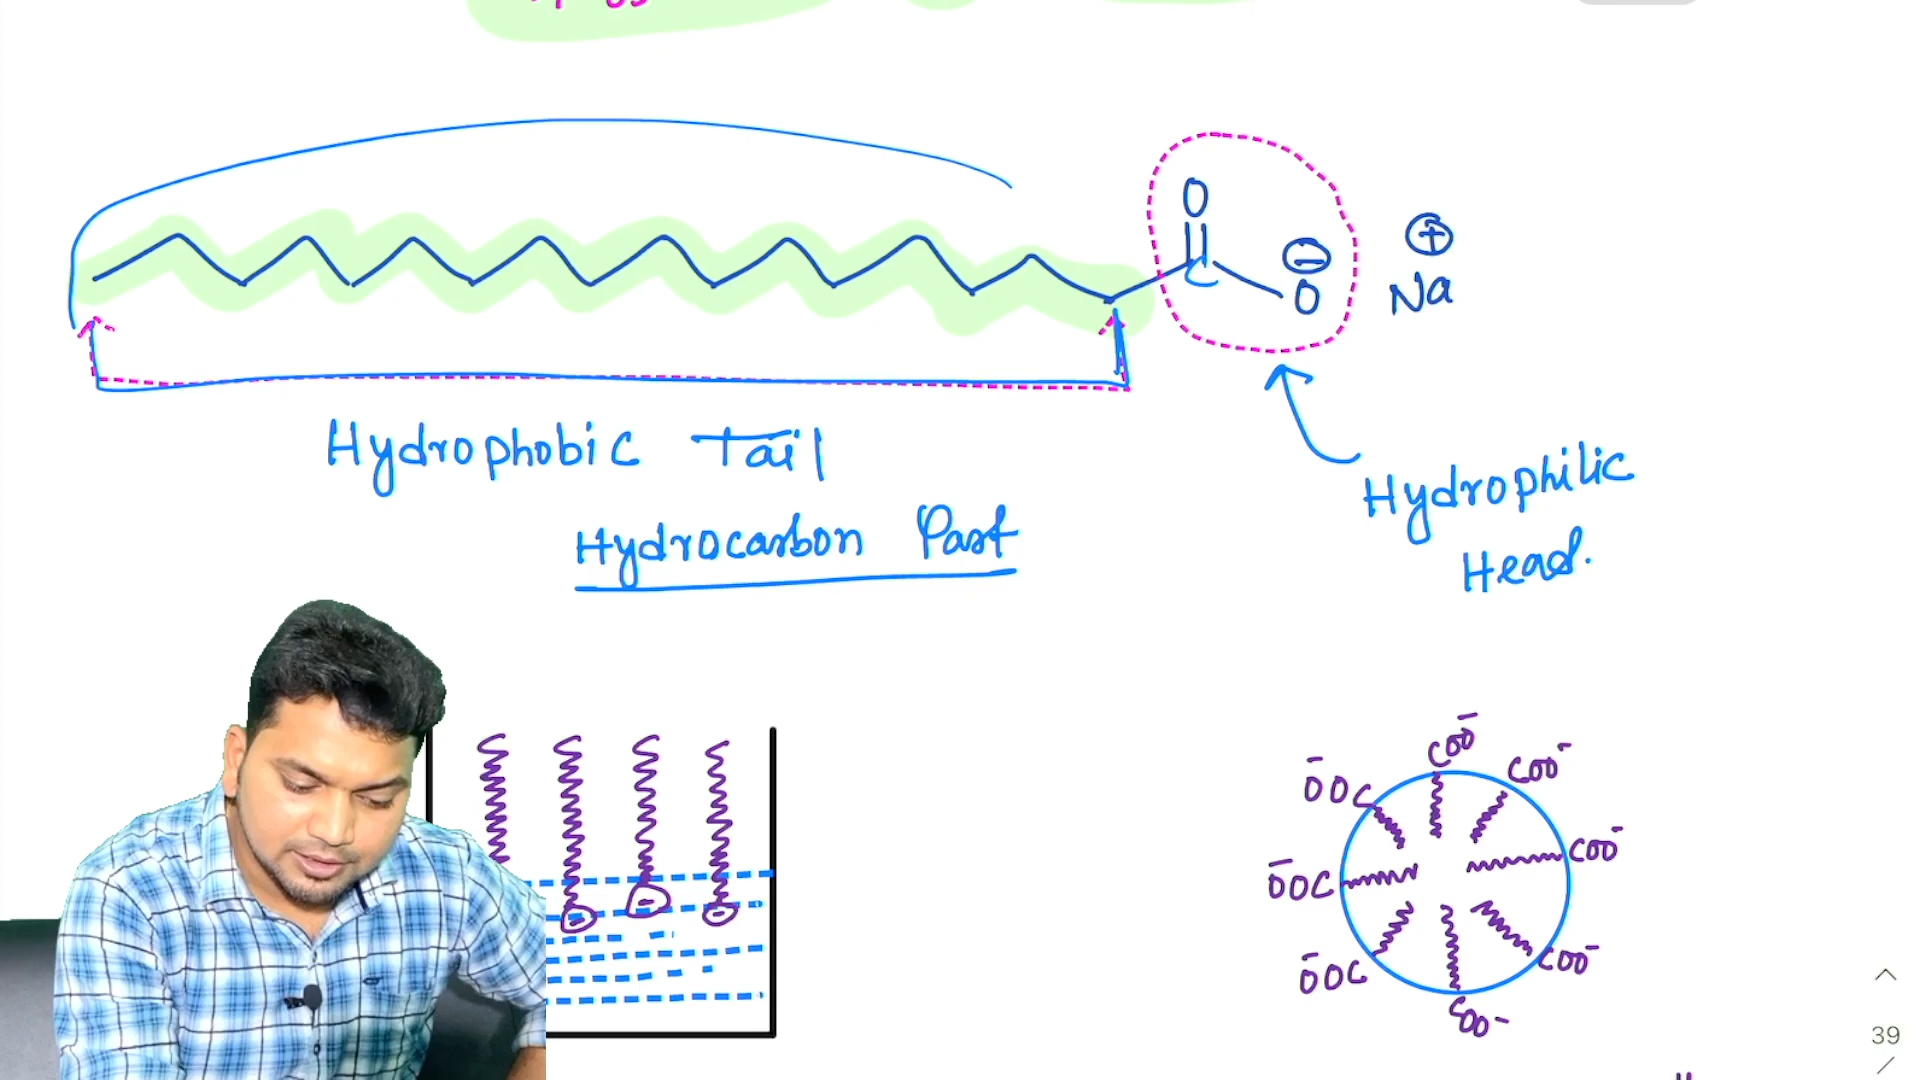 O
||
C
⊖
O
⊕
Na
Hydrophobic Tail
Hydrocarbon Part
Hydrophilic
Head.
COO⁻
COO⁻
⁻OOC
COO⁻
⁻OOC
COO⁻
⁻OOC
COO⁻
39